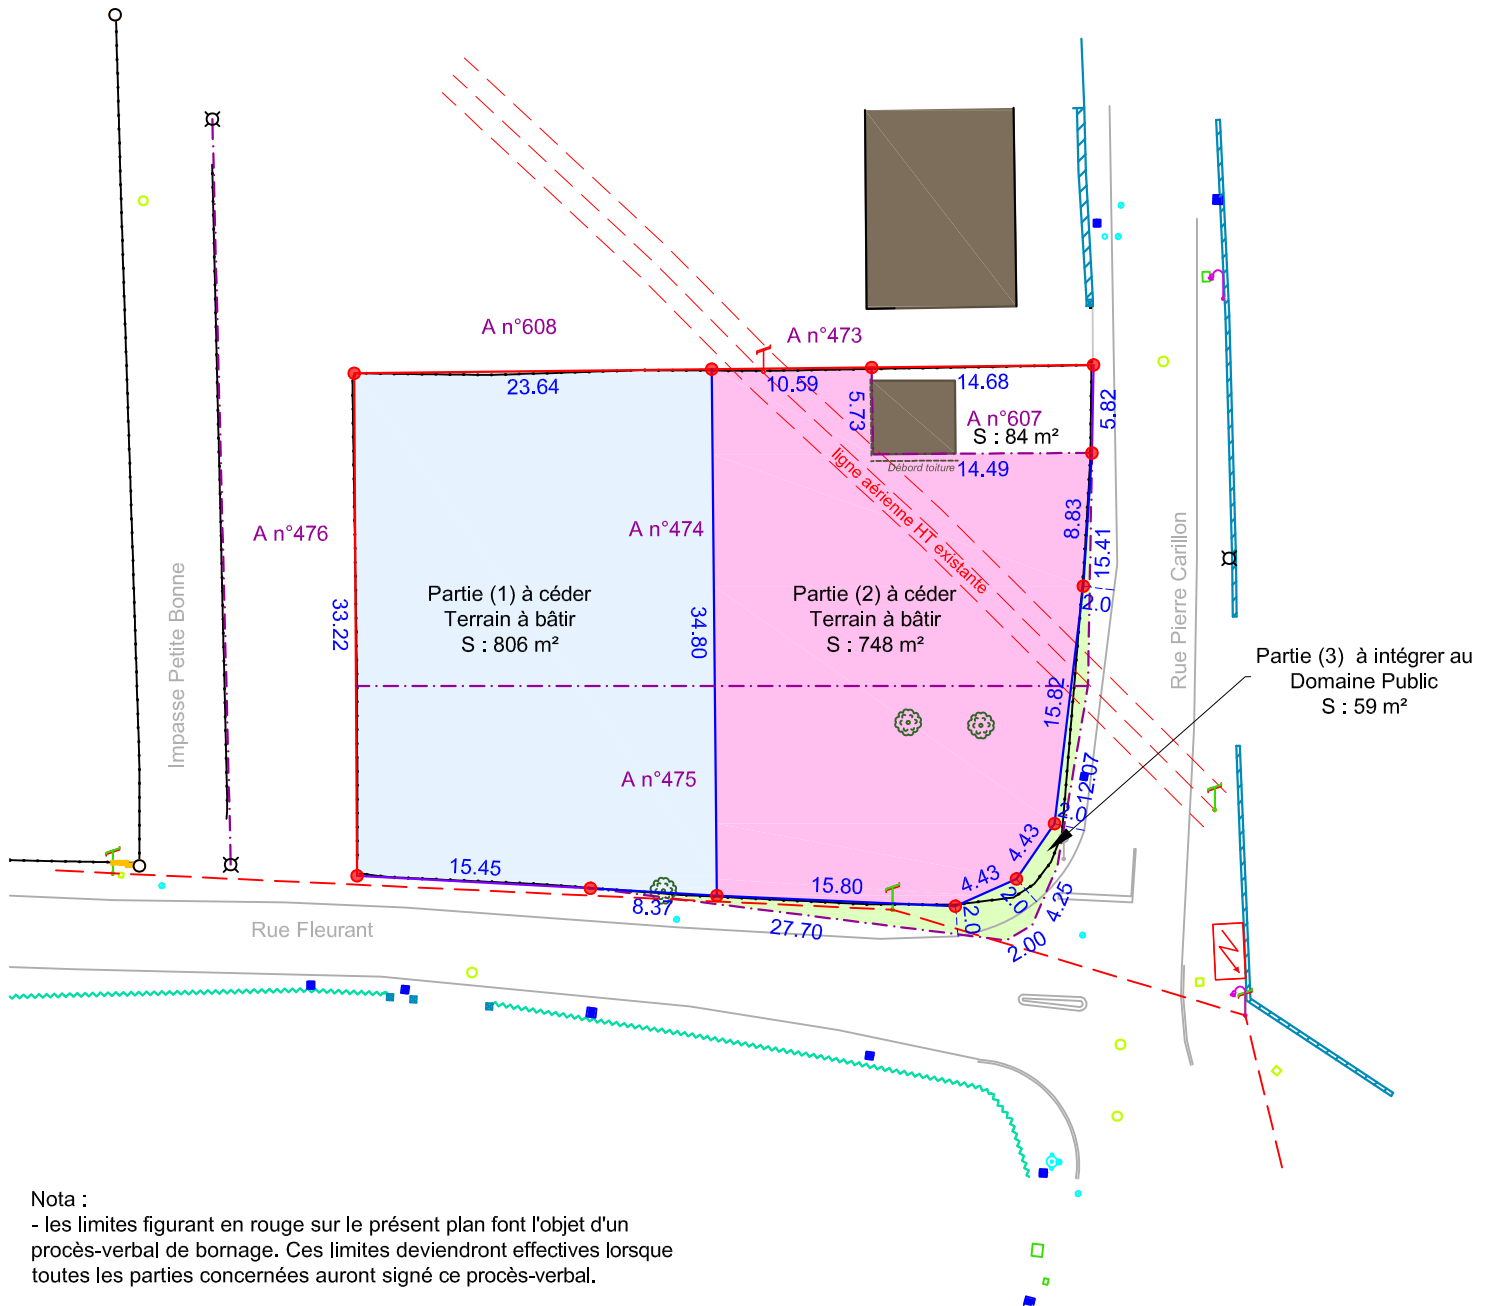 A n°608
A n°473
23.64
10.59
14.68
5.73
5.82
A n°607
S : 84 m²
Débord toiture
14.49
ligne aérienne HT existante
A n°476
A n°474
8.83
15.41
2.0
Impasse Petite Bonne
33.22
Partie (1) à céder
Terrain à bâtir
S : 806 m²
34.80
Partie (2) à céder
Terrain à bâtir
S : 748 m²
Rue Pierre Carillon
Partie (3) à intégrer au
Domaine Public
S : 59 m²
15.82
A n°475
12.07
2.0
4.43
4.43
15.45
15.80
8.37
2.0
2.0
4.25
27.70
2.00
Rue Fleurant
Nota :
- les limites figurant en rouge sur le présent plan font l'objet d'un
procès-verbal de bornage. Ces limites deviendront effectives lorsque
toutes les parties concernées auront signé ce procès-verbal.